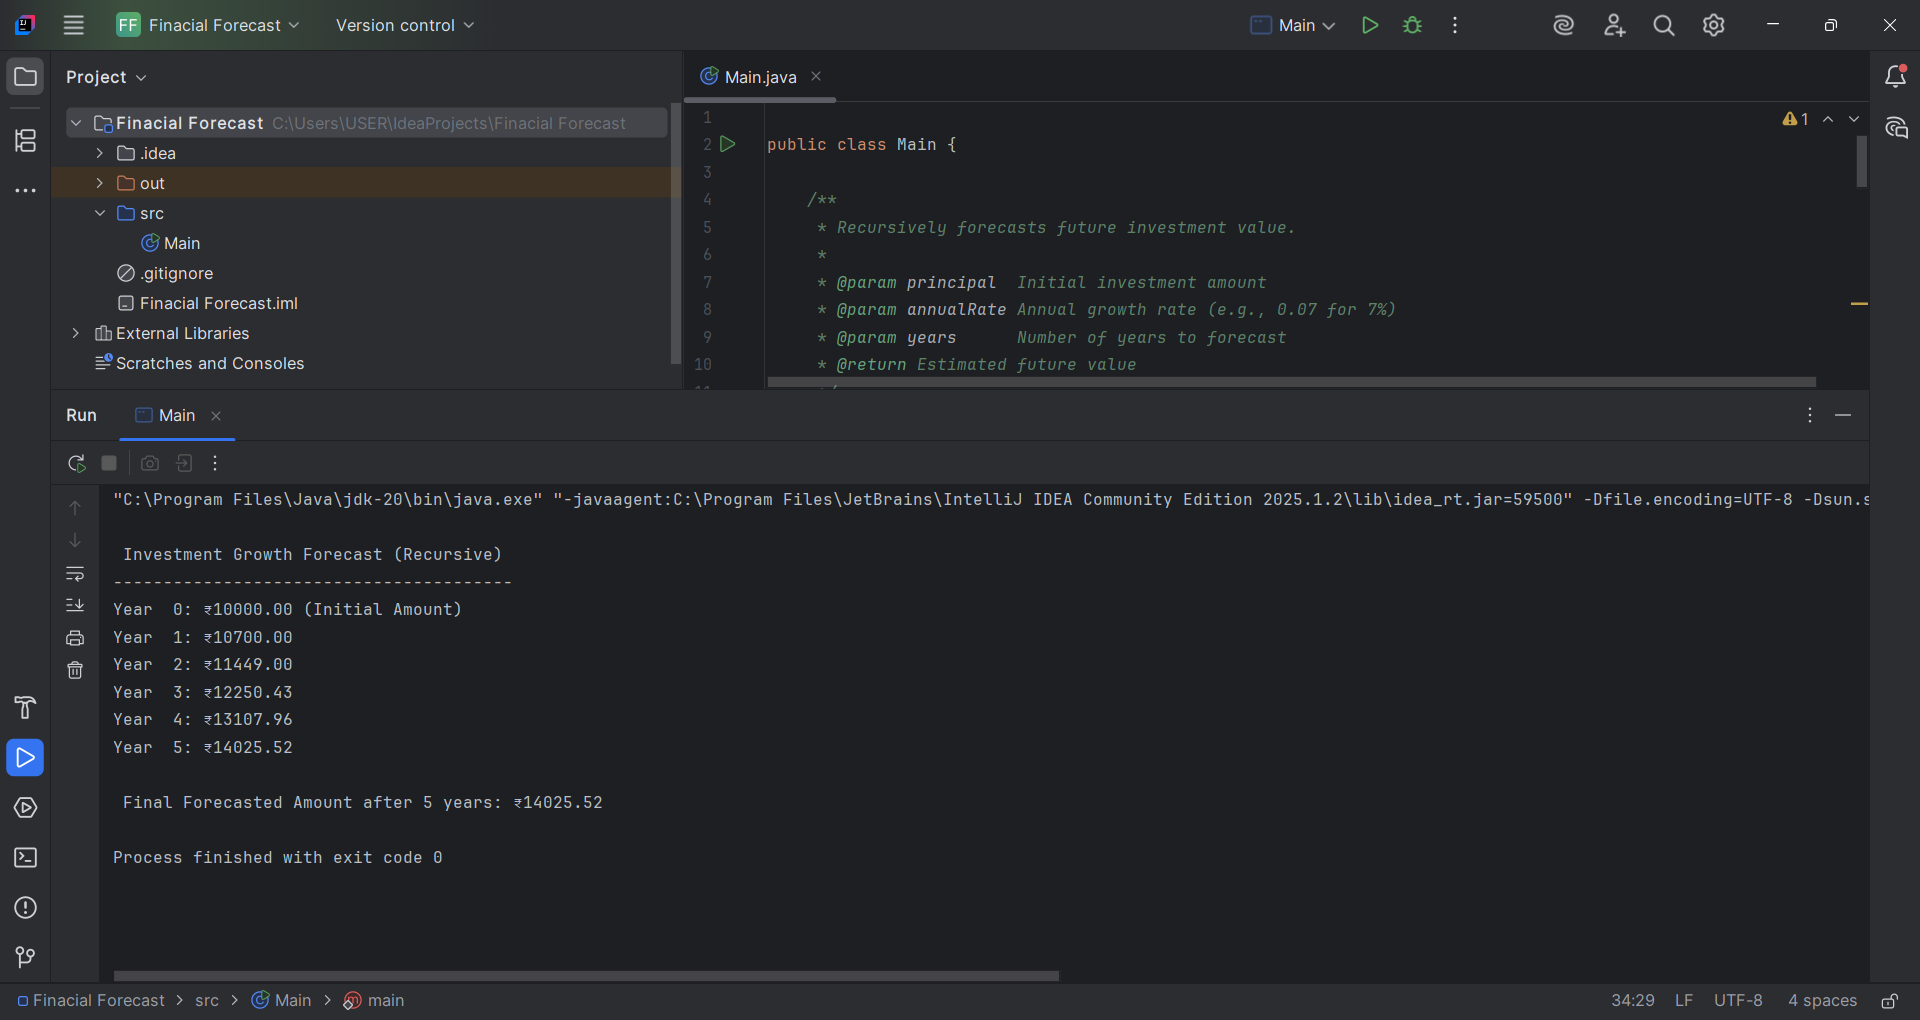 FF Finacial Forecast Version control Main
Project
Main.java
Finacial Forecast C:\Users\USER\IdeaProjects\Finacial Forecast
.idea
out
src
Main
.gitignore
Finacial Forecast.iml
External Libraries
Scratches and Consoles
1
1
2 public class Main {
3
4 /**
5 * Recursively forecasts future investment value.
6 *
7 * @param principal Initial investment amount
8 * @param annualRate Annual growth rate (e.g., 0.07 for 7%)
9 * @param years Number of years to forecast
10 * @return Estimated future value
Run Main
"C:\Program Files\Java\jdk-20\bin\java.exe" "-javaagent:C:\Program Files\JetBrains\IntelliJ IDEA Community Edition 2025.1.2\lib\idea_rt.jar=59500" -Dfile.encoding=UTF-8 -Dsun.s
Investment Growth Forecast (Recursive)
----------------------------------------
Year 0: ₹10000.00 (Initial Amount)
Year 1: ₹10700.00
Year 2: ₹11449.00
Year 3: ₹12250.43
Year 4: ₹13107.96
Year 5: ₹14025.52
Final Forecasted Amount after 5 years: ₹14025.52
Process finished with exit code 0
Finacial Forecast > src > Main > main 34:29 LF UTF-8 4 spaces